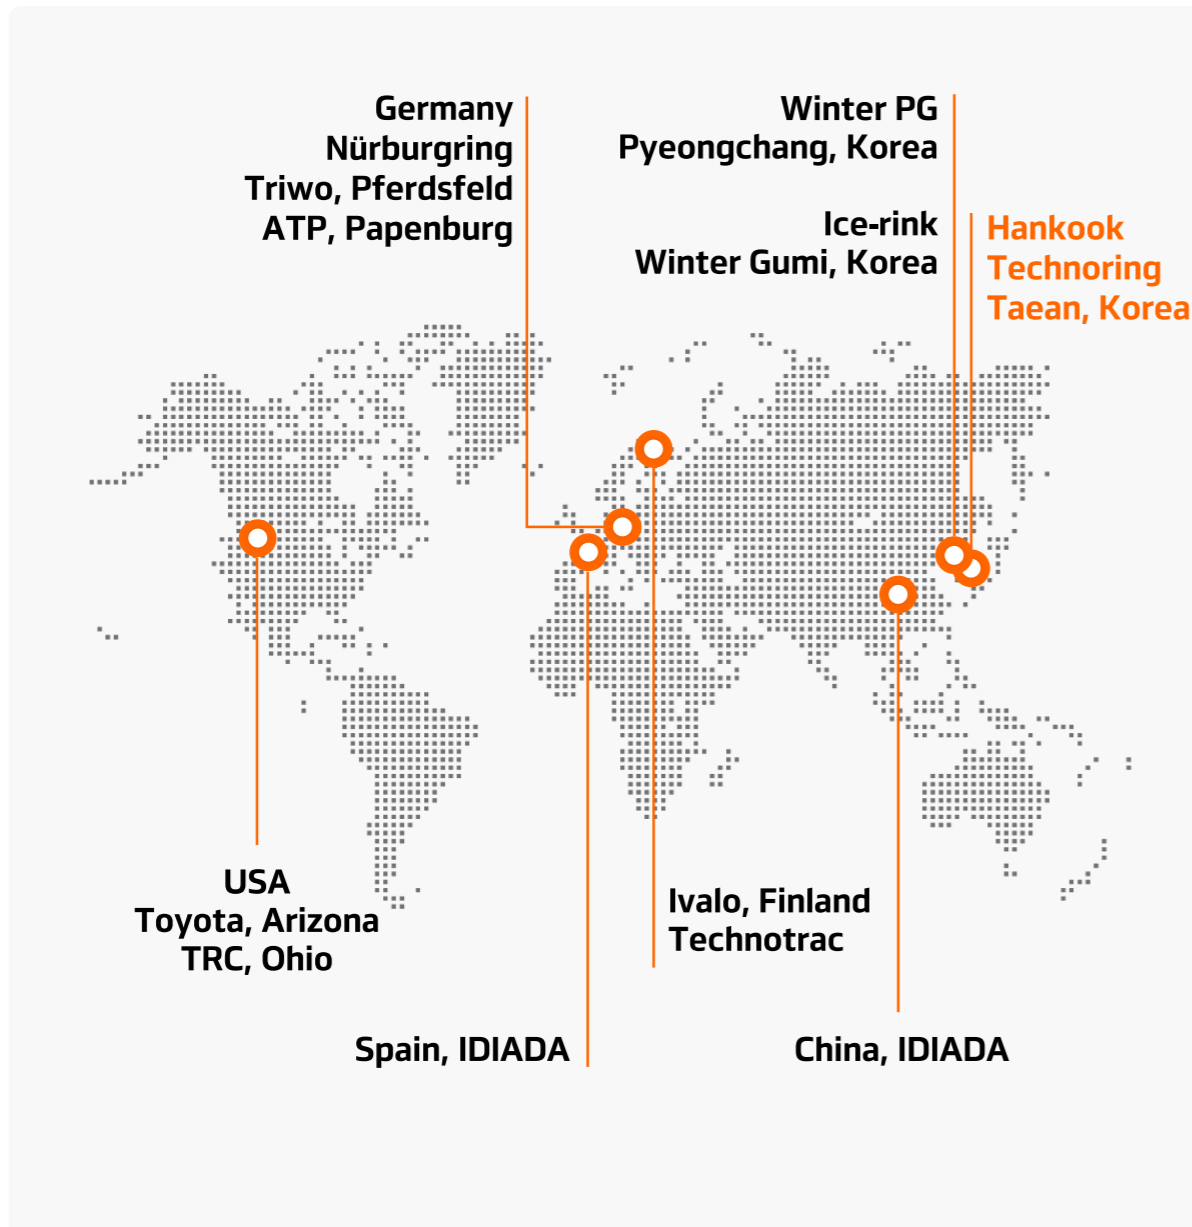 Germany
Nürburgring
Triwo, Pferdsfeld
ATP, Papenburg
Winter PG
Pyeongchang, Korea
Ice-rink
Winter Gumi, Korea
Hankook
Technoring
Taean, Korea
USA
Toyota, Arizona
TRC, Ohio
Ivalo, Finland
Technotrac
Spain, IDIADA
China, IDIADA